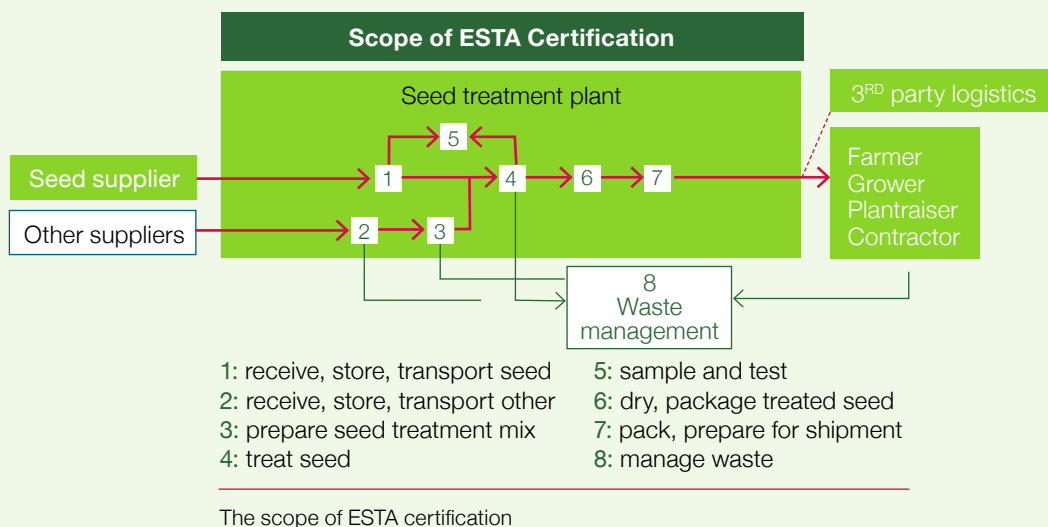 Scope of ESTA Certification
Seed treatment plant
3RD party logistics
5
Seed supplier
1
4
6
7
Farmer
Grower
Plantraiser
Contractor
Other suppliers
2
3
8
Waste
management
1: receive, store, transport seed
2: receive, store, transport other
3: prepare seed treatment mix
4: treat seed
5: sample and test
6: dry, package treated seed
7: pack, prepare for shipment
8: manage waste
The scope of ESTA certification